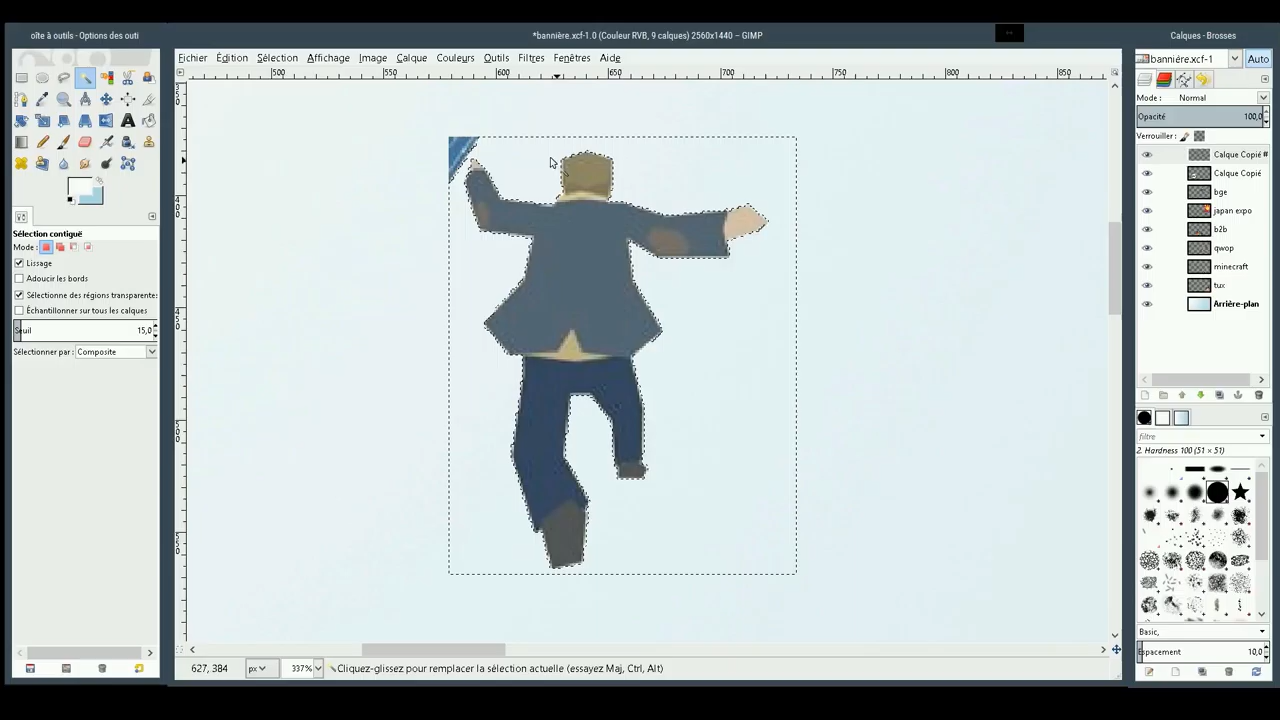 oîte à outils - Options des outi
*bannière.xcf-1.0 (Couleur RVB, 9 calques) 2560x1440 – GIMP
Calques - Brosses
Fichier Édition Sélection Affichage Image Calque Couleurs Outils Filtres Fenêtres Aide
bannière.xcf-1 Auto
500 600 650 700 750 800 850
Mode : Normal
Opacité 100,0
Verrouiller :
Calque Copié #
Calque Copié
bge
japan expo
b2b
qwop
minecraft
tux
Arrière-plan
Sélection contiguë
Mode :
Lissage
Adoucir les bords
Sélectionne des régions transparente:
Échantillonner sur tous les calques
Seuil 15,0
Sélectionner par : Composite
filtre
2. Hardness 100 (51 × 51)
Basic,
Espacement 10,0
627, 384 px 337% Cliquez-glissez pour remplacer la sélection actuelle (essayez Maj, Ctrl, Alt)